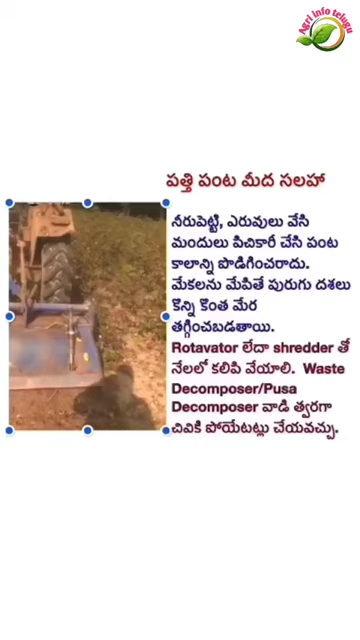 Agri info telugu
పత్తి పంట మీద సలహా
నీరుపెట్టి, ఎరువులు వేసి
మందులు పిచికారీ చేసి పంట
కాలాన్ని పొడిగించరాదు.
మేకలను మేపితే పురుగు దశలు
కొన్ని కొంత మేర
తగ్గించబడతాయి.
Rotavator లేదా shredder తో
నేలలో కలిపి వేయాలి. Waste
Decomposer/Pusa
Decomposer వాడి త్వరగా
చివికి పోయేటట్లు చేయవచ్చు.